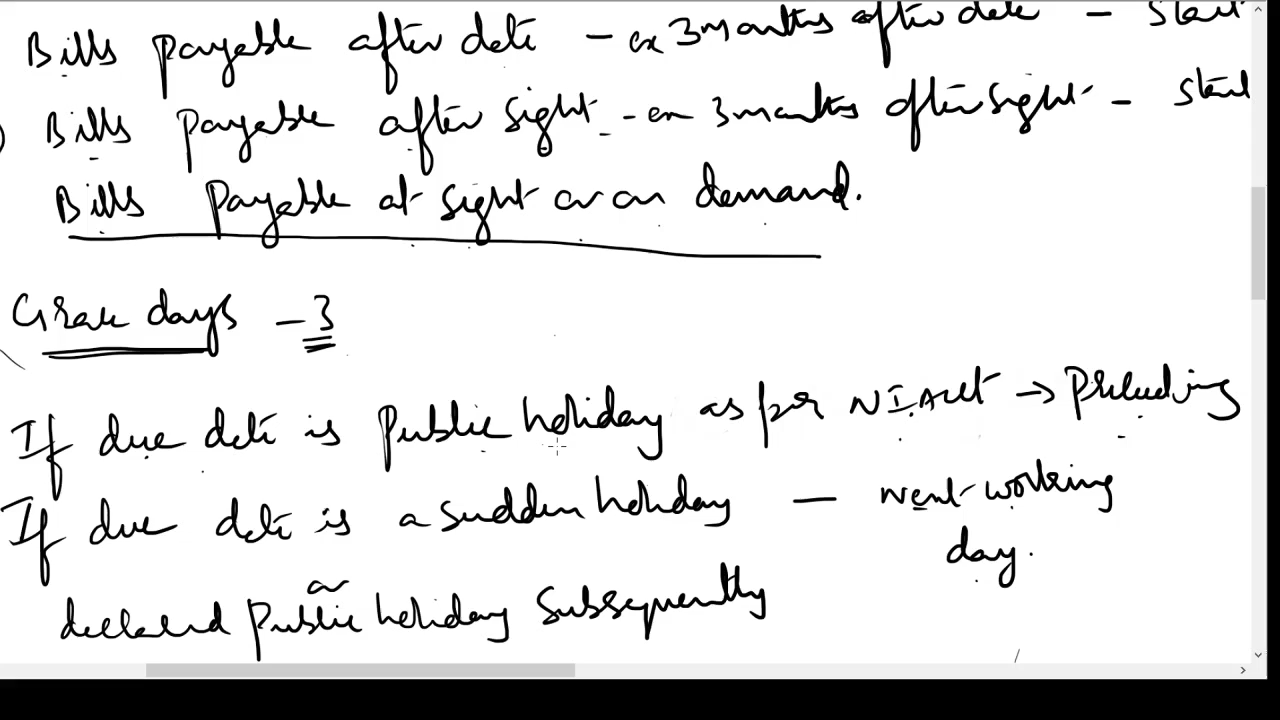 Bills payable after date - ex 3 months after date - Start
) Bills payable after sight - ex 3 months after sight - Start
Bills payable at sight or on demand.
Grace days - 3
If due date is Public holiday as per N.I. Act → Preceding
If due date is a sudden holiday - next working day.
or
declared Public holiday Subsequently